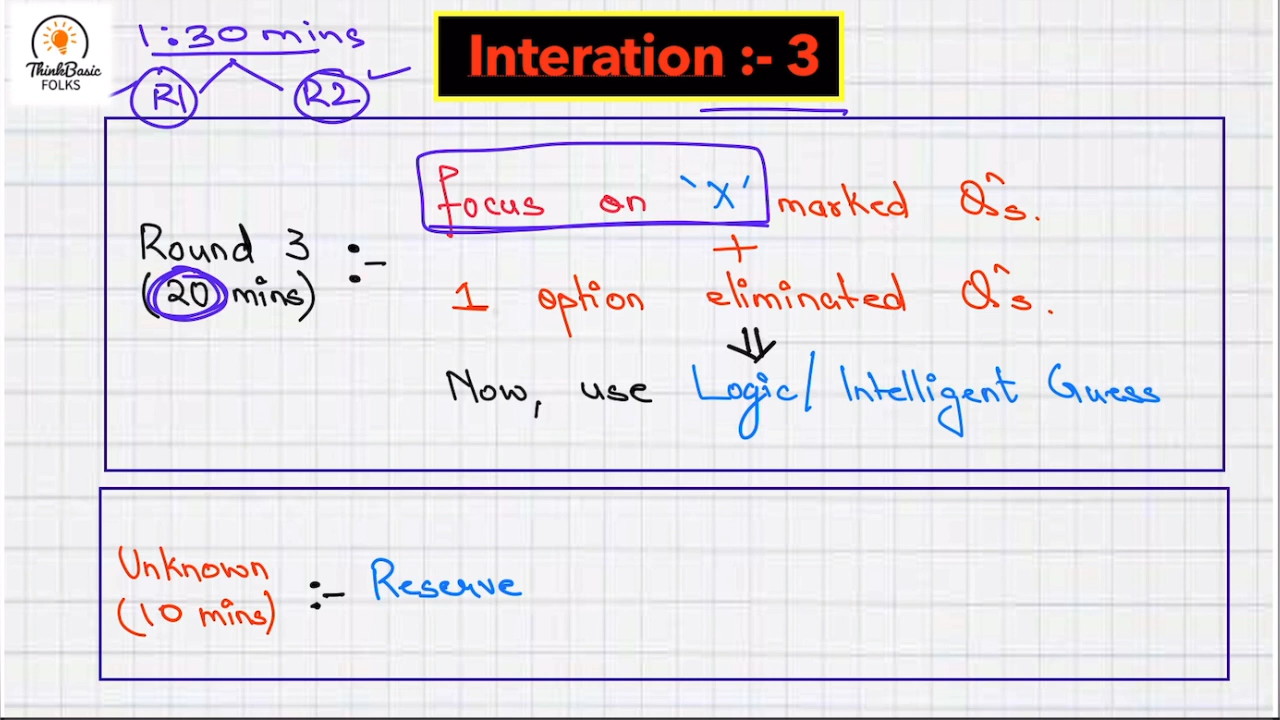 ThinkBasic
FOLKS
1:30 mins
R1 R2
Interation :- 3
Round 3 :-
(20 mins)
focus on 'X' marked Q^s.
+
1 option eliminated Q^s.
⇓
Now, use Logic/ Intelligent Guess
Unknown :- Reserve
(10 mins)